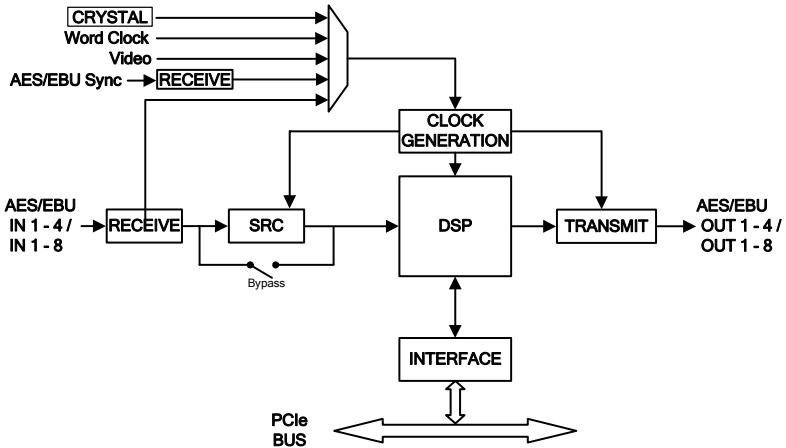 CRYSTAL
Word Clock
Video
AES/EBU Sync
RECEIVE
CLOCK
GENERATION
AES/EBU
IN 1 - 4 /
IN 1 - 8
RECEIVE
SRC
Bypass
DSP
TRANSMIT
AES/EBU
OUT 1 - 4 /
OUT 1 - 8
INTERFACE
PCIe
BUS